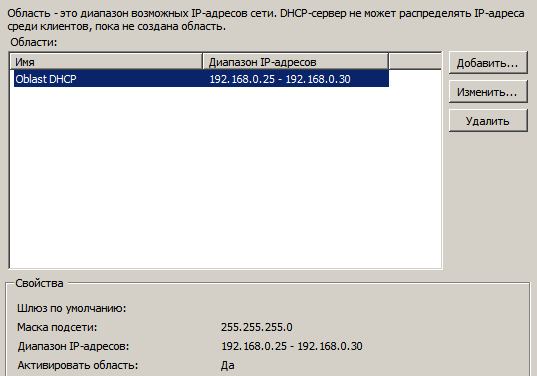 Область - это диапазон возможных IP-адресов сети. DHCP-сервер не может распределять IP-адреса
среди клиентов, пока не создана область.
Области:
Имя Диапазон IP-адресов
Oblast DHCP 192.168.0.25 - 192.168.0.30
Добавить...
Изменить...
Удалить
Свойства
Шлюз по умолчанию:
Маска подсети: 255.255.255.0
Диапазон IP-адресов: 192.168.0.25 - 192.168.0.30
Активировать область: Да